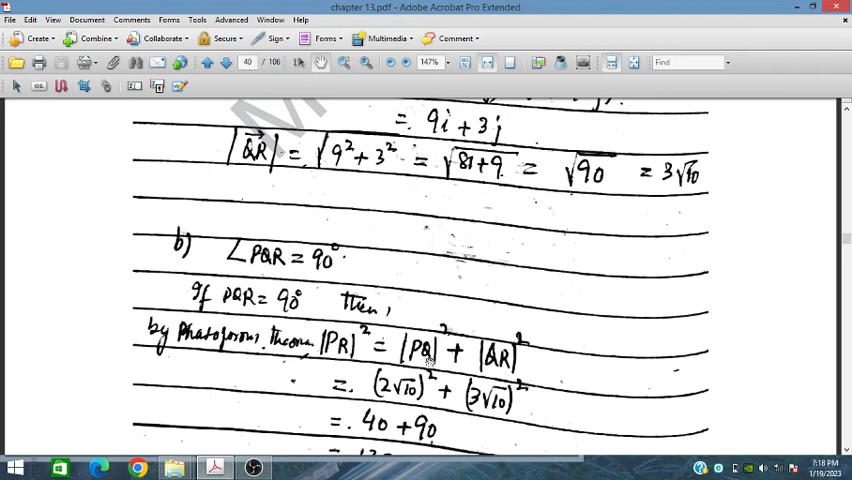 chapter 13.pdf - Adobe Acrobat Pro Extended
File Edit View Document Comments Forms Tools Advanced Window Help
Create Combine Collaborate Secure Sign Forms Multimedia Comment
40 / 106 147% Find
= 9i + 3j
|QR| = √9² + 3² = √81+9 = √90 = 3√10
b) ∠PQR = 90°.
If PQR = 90° then,
by theorem |PR|² = |PQ|² + |QR|²
= (2√10)² + (3√10)²
= 40 + 90
7:18 PM
1/19/2023